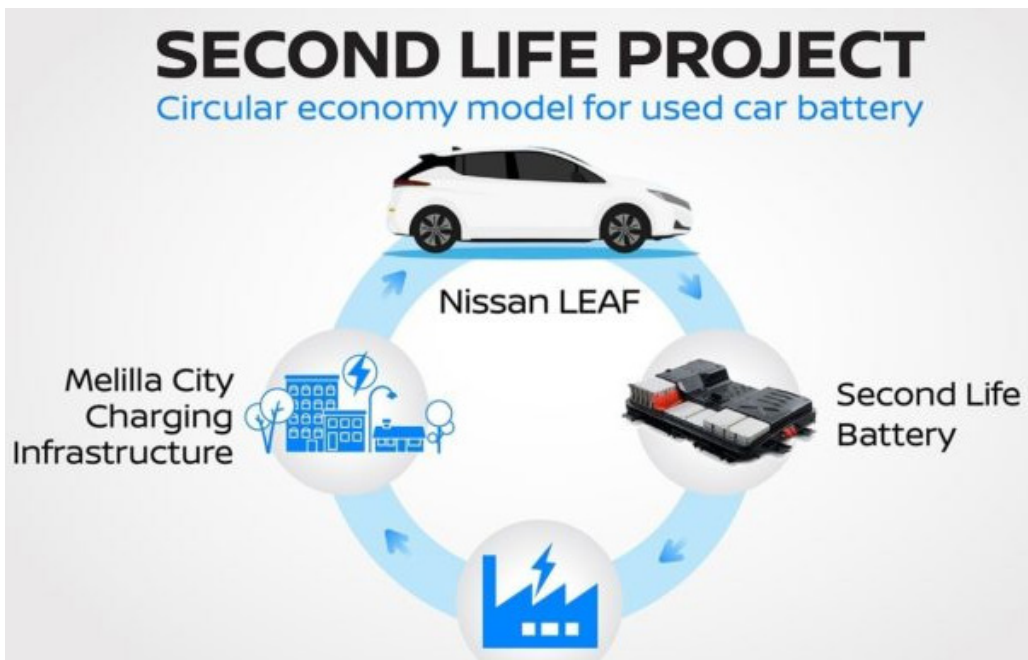 SECOND LIFE PROJECT
Circular economy model for used car battery
Nissan LEAF
Melilla City
Charging
Infrastructure
Second Life
Battery